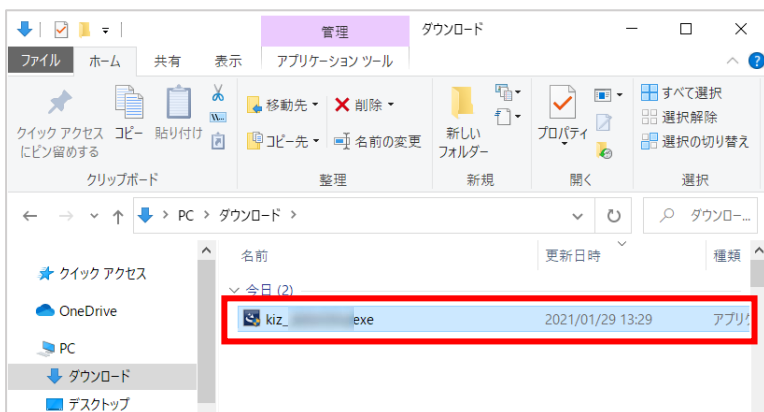 管理
ダウンロード
ファイル
ホーム
共有
表示
アプリケーション ツール
クイック アクセス
にピン留めする
コピー
貼り付け
移動先
削除
コピー先
名前の変更
新しい
フォルダー
プロパティ
すべて選択
選択解除
選択の切り替え
クリップボード
整理
新規
開く
選択
PC > ダウンロード >
ダウンロー...
名前
更新日時
種類
クイック アクセス
今日 (2)
OneDrive
kiz_
exe
2021/01/29 13:29
PC
ダウンロード
デスクトップ